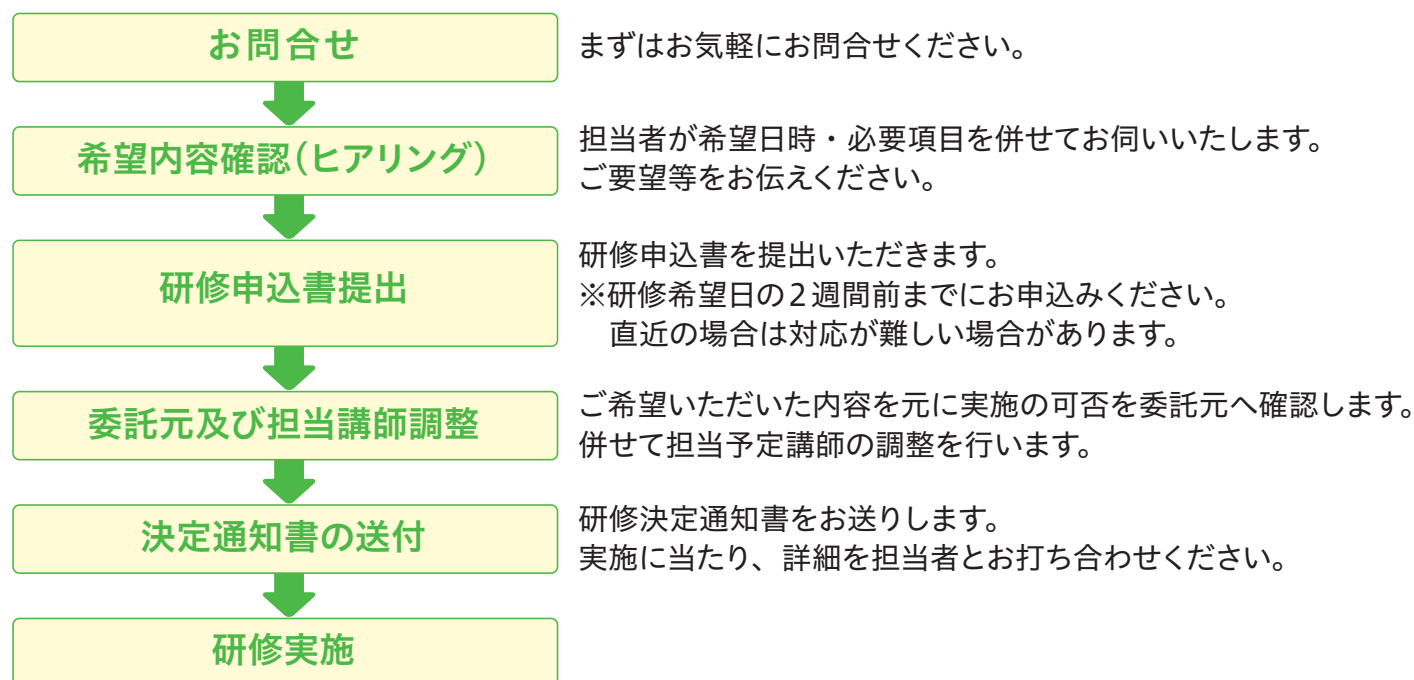 お問合せ
まずはお気軽にお問合せください。
希望内容確認(ヒアリング)
担当者が希望日時・必要項目を併せてお伺いいたします。
ご要望等をお伝えください。
研修申込書提出
研修申込書を提出いただきます。
※研修希望日の2週間前までにお申込みください。
直近の場合は対応が難しい場合があります。
委託元及び担当講師調整
ご希望いただいた内容を元に実施の可否を委託元へ確認します。
併せて担当予定講師の調整を行います。
決定通知書の送付
研修決定通知書をお送りします。
実施に当たり、詳細を担当者とお打ち合わせください。
研修実施